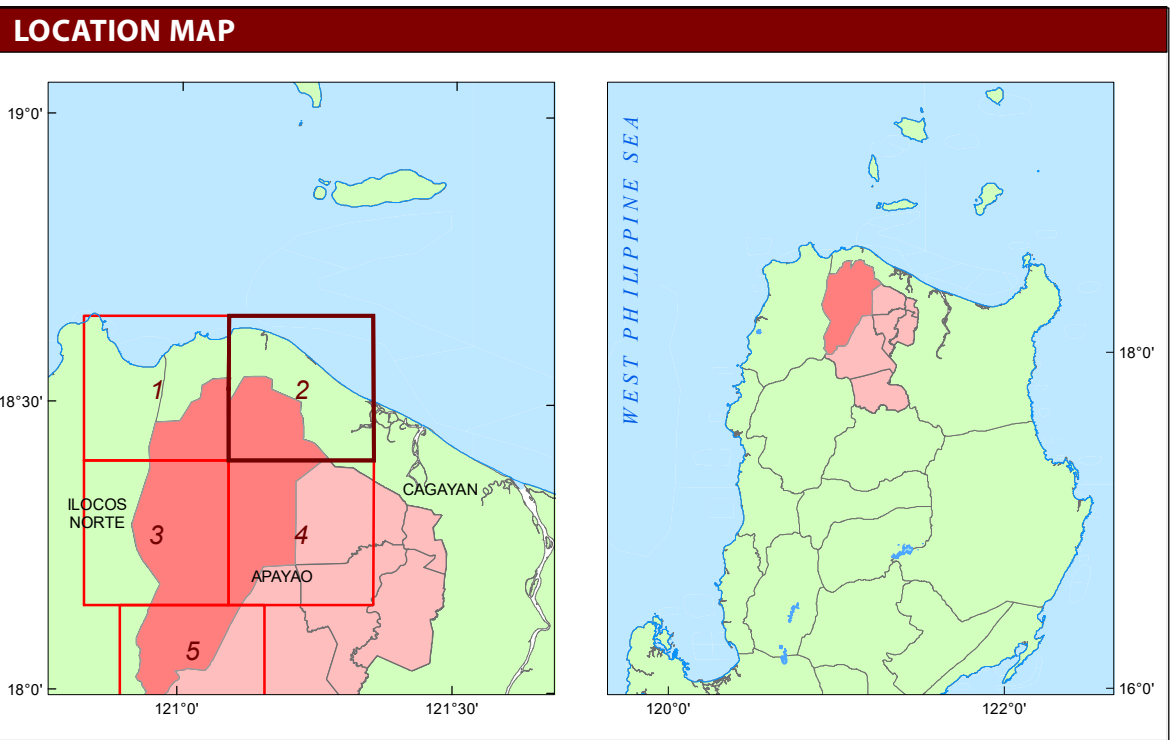 LOCATION MAP
19°0'
18°30'
18°0'
121°0'
121°30'
1
2
3
4
5
ILOCOS
NORTE
CAGAYAN
APAYAO
WEST PHILIPPINE SEA
18°0'
16°0'
120°0'
122°0'